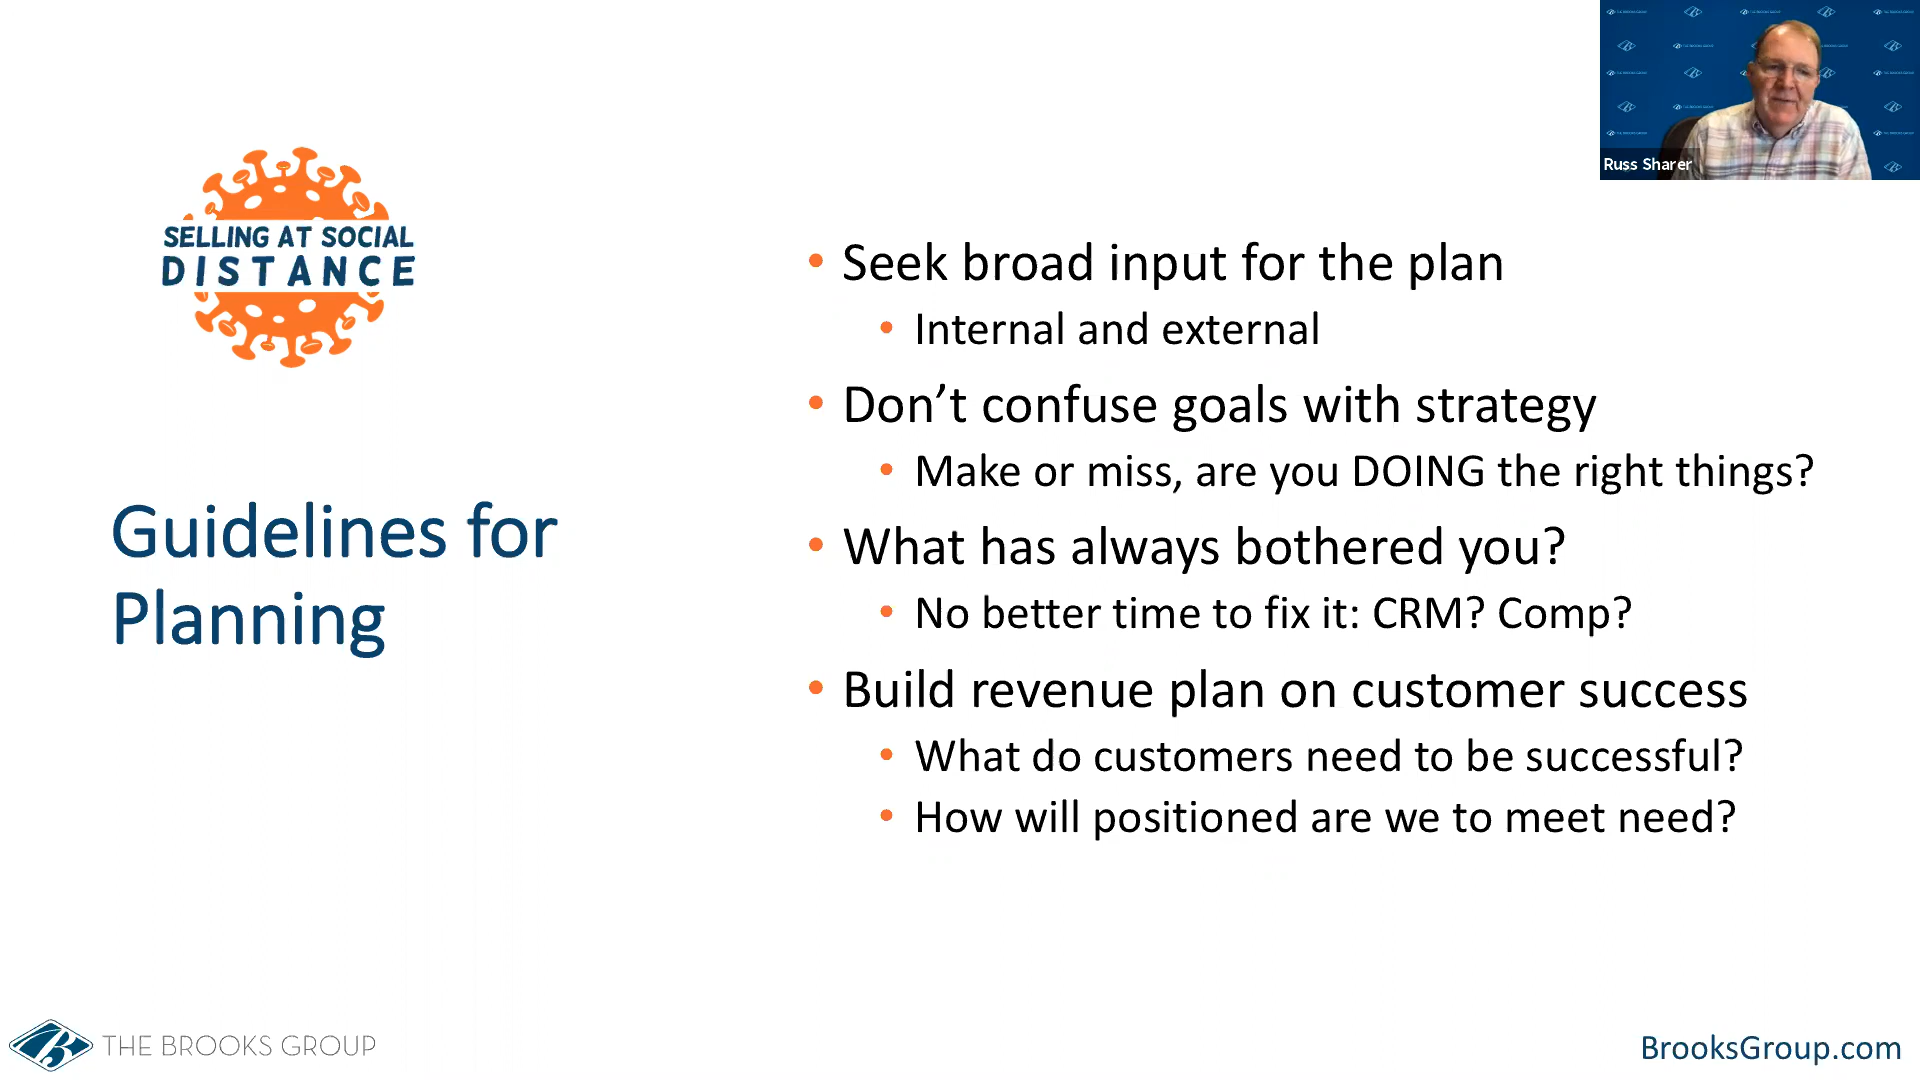 Russ Sharer
SELLING AT SOCIAL
DISTANCE
Guidelines for
Planning
• Seek broad input for the plan
• Internal and external
• Don’t confuse goals with strategy
• Make or miss, are you DOING the right things?
• What has always bothered you?
• No better time to fix it: CRM? Comp?
• Build revenue plan on customer success
• What do customers need to be successful?
• How will positioned are we to meet need?
THE BROOKS GROUP
BrooksGroup.com